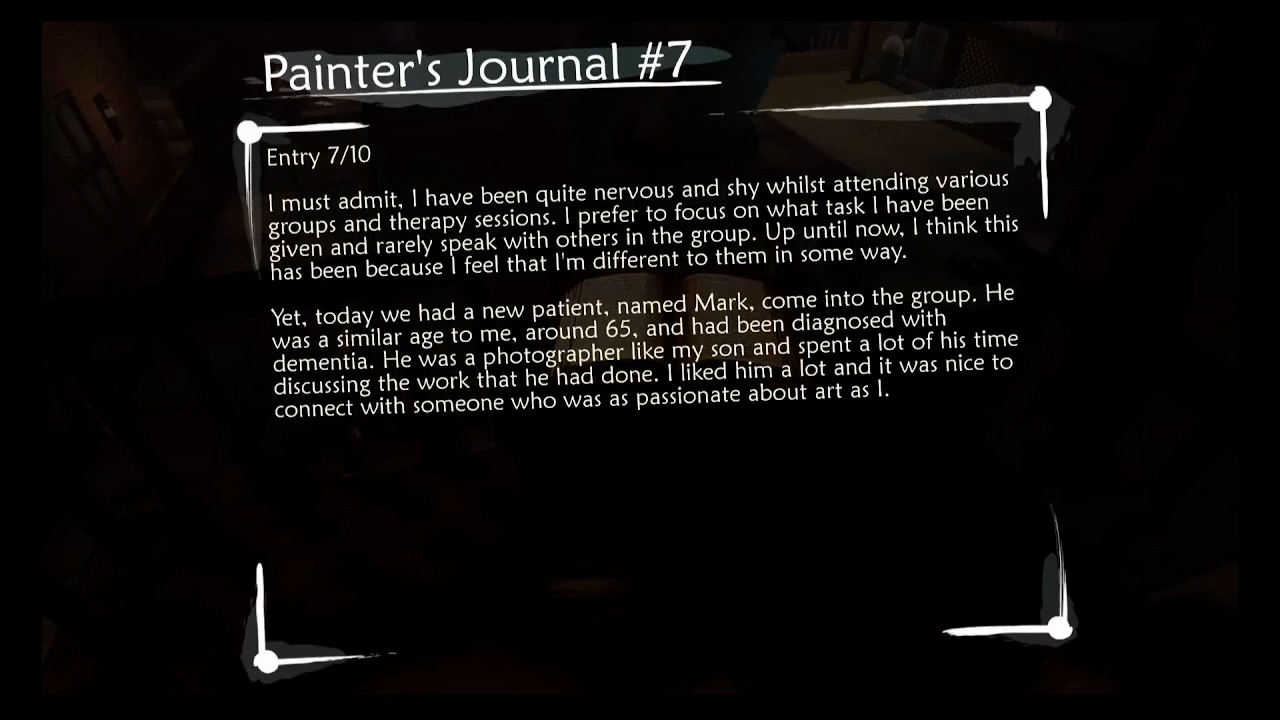 Painter's Journal #7
Entry 7/10
I must admit, I have been quite nervous and shy whilst attending various
groups and therapy sessions. I prefer to focus on what task I have been
given and rarely speak with others in the group. Up until now, I think this
has been because I feel that I'm different to them in some way.
Yet, today we had a new patient, named Mark, come into the group. He
was a similar age to me, around 65, and had been diagnosed with
dementia. He was a photographer like my son and spent a lot of his time
discussing the work that he had done. I liked him a lot and it was nice to
connect with someone who was as passionate about art as I.